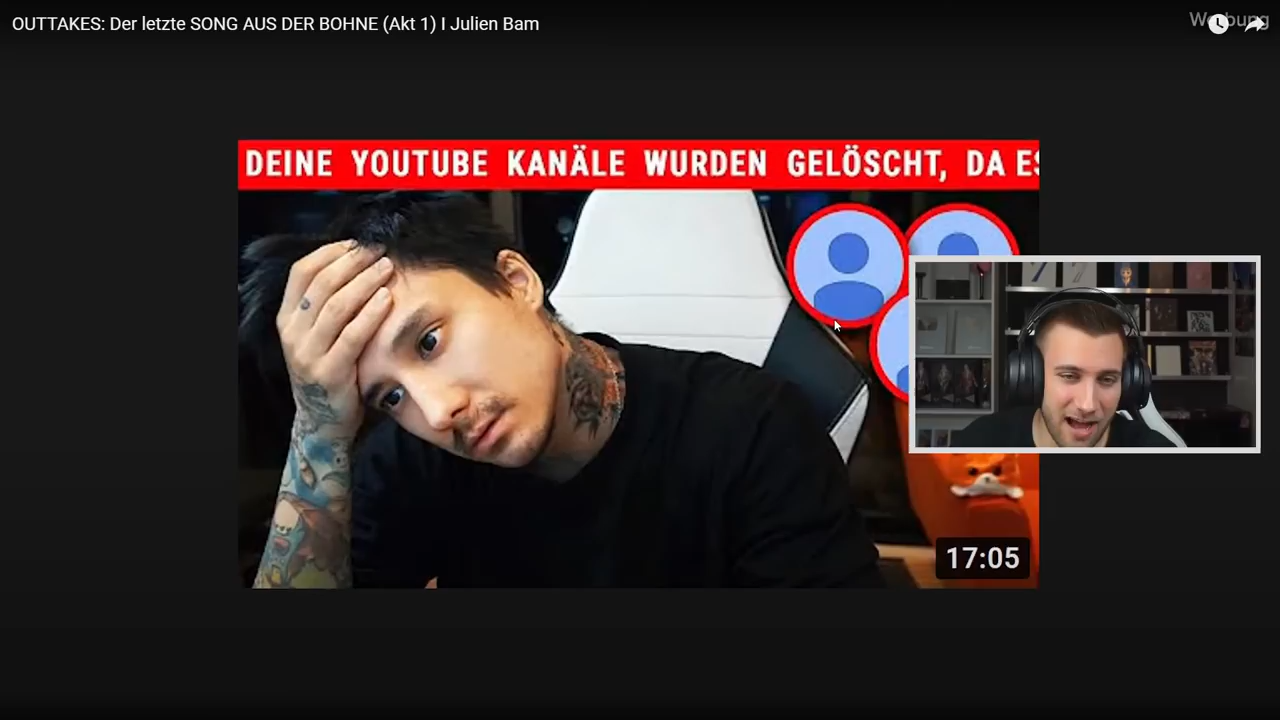 OUTTAKES: Der letzte SONG AUS DER BOHNE (Akt 1) I Julien Bam
Werbung
DEINE YOUTUBE KANÄLE WURDEN GELÖSCHT, DA ES
17:05